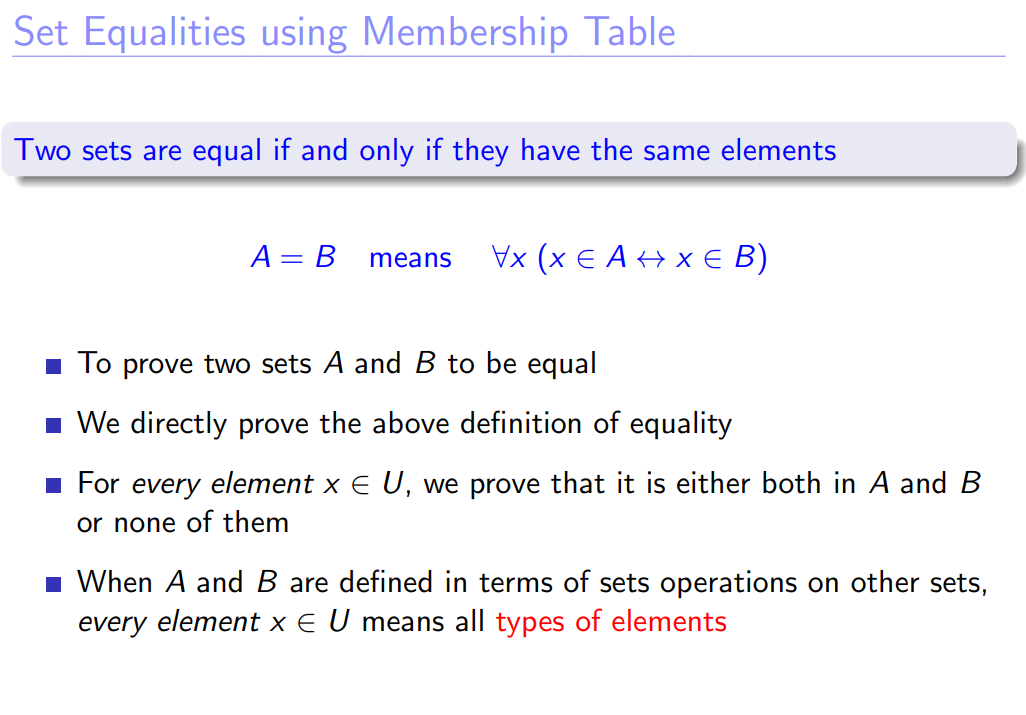 Set Equalities using Membership Table
Two sets are equal if and only if they have the same elements
A = B means ∀x (x ∈ A ↔ x ∈ B)
To prove two sets A and B to be equal
We directly prove the above definition of equality
For every element x ∈ U, we prove that it is either both in A and B
or none of them
When A and B are defined in terms of sets operations on other sets,
every element x ∈ U means all types of elements